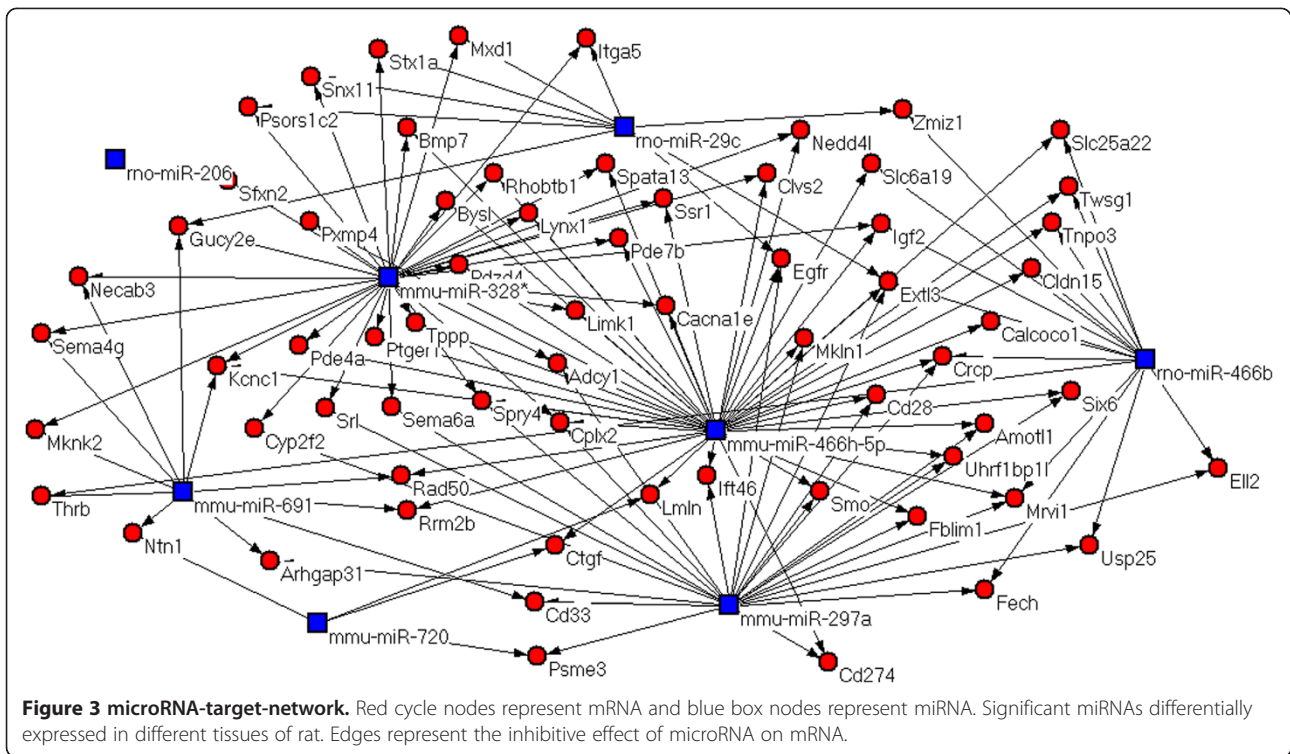 Stx1a
Mxd1
Itga5
Snx11
Psors1c2
Bmp7
rno-miR-29c
Zmiz1
Nedd4l
Slc25a22
rno-miR-206
Sfxn2
Rhobtb1
Spata13
Clvs2
Slc6a19
Twsg1
Bysl
Lynx1
Ssr1
Gucy2e
Pxmp4
Pde7b
Igf2
Tnpo3
Necab3
mmu-miR-328*
Pdzd4
Egfr
Extl3
Cldn15
Sema4g
Limk1
Cacna1e
Calcoco1
Pde4a
Tppp
Mkln1
Kcnc1
Adcy1
Crcp
rno-miR-466b
Srl
Sema6a
Spry4
Cd28
Six6
Mknk2
Cyp2f2
Cplx2
mmu-miR-466h-5p
Amotl1
Uhrf1bp1l
Ell2
Thrb
mmu-miR-691
Rad50
Lmln
Ift46
Smo
Mrvi1
Rrm2b
Fblim1
Ntn1
Ctgf
Usp25
Arhgap31
Fech
Cd33
mmu-miR-297a
mmu-miR-720
Psme3
Cd274
Figure 3 microRNA-target-network. Red cycle nodes represent mRNA and blue box nodes represent miRNA. Significant miRNAs differentially
expressed in different tissues of rat. Edges represent the inhibitive effect of microRNA on mRNA.